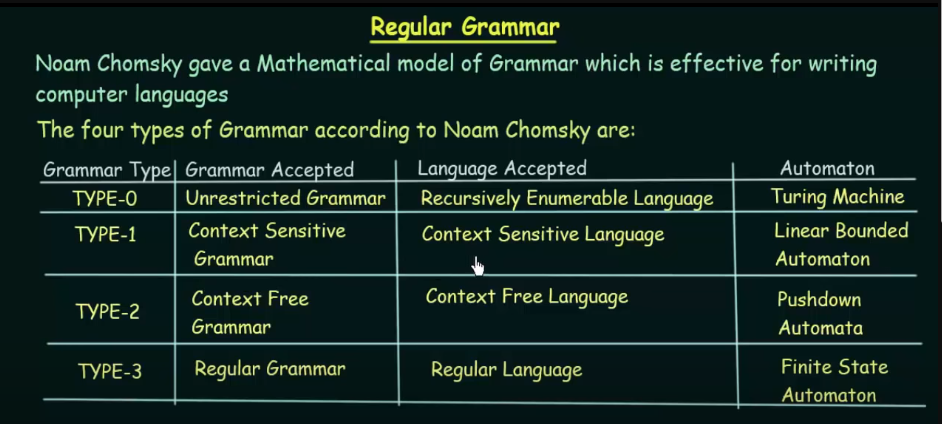 Regular Grammar
Noam Chomsky gave a Mathematical model of Grammar which is effective for writing
computer languages
The four types of Grammar according to Noam Chomsky are:
Grammar Type Grammar Accepted Language Accepted Automaton
TYPE-0 Unrestricted Grammar Recursively Enumerable Language Turing Machine
TYPE-1 Context Sensitive Context Sensitive Language Linear Bounded
Grammar Automaton
TYPE-2 Context Free Context Free Language Pushdown
Grammar Automata
TYPE-3 Regular Grammar Regular Language Finite State
Automaton